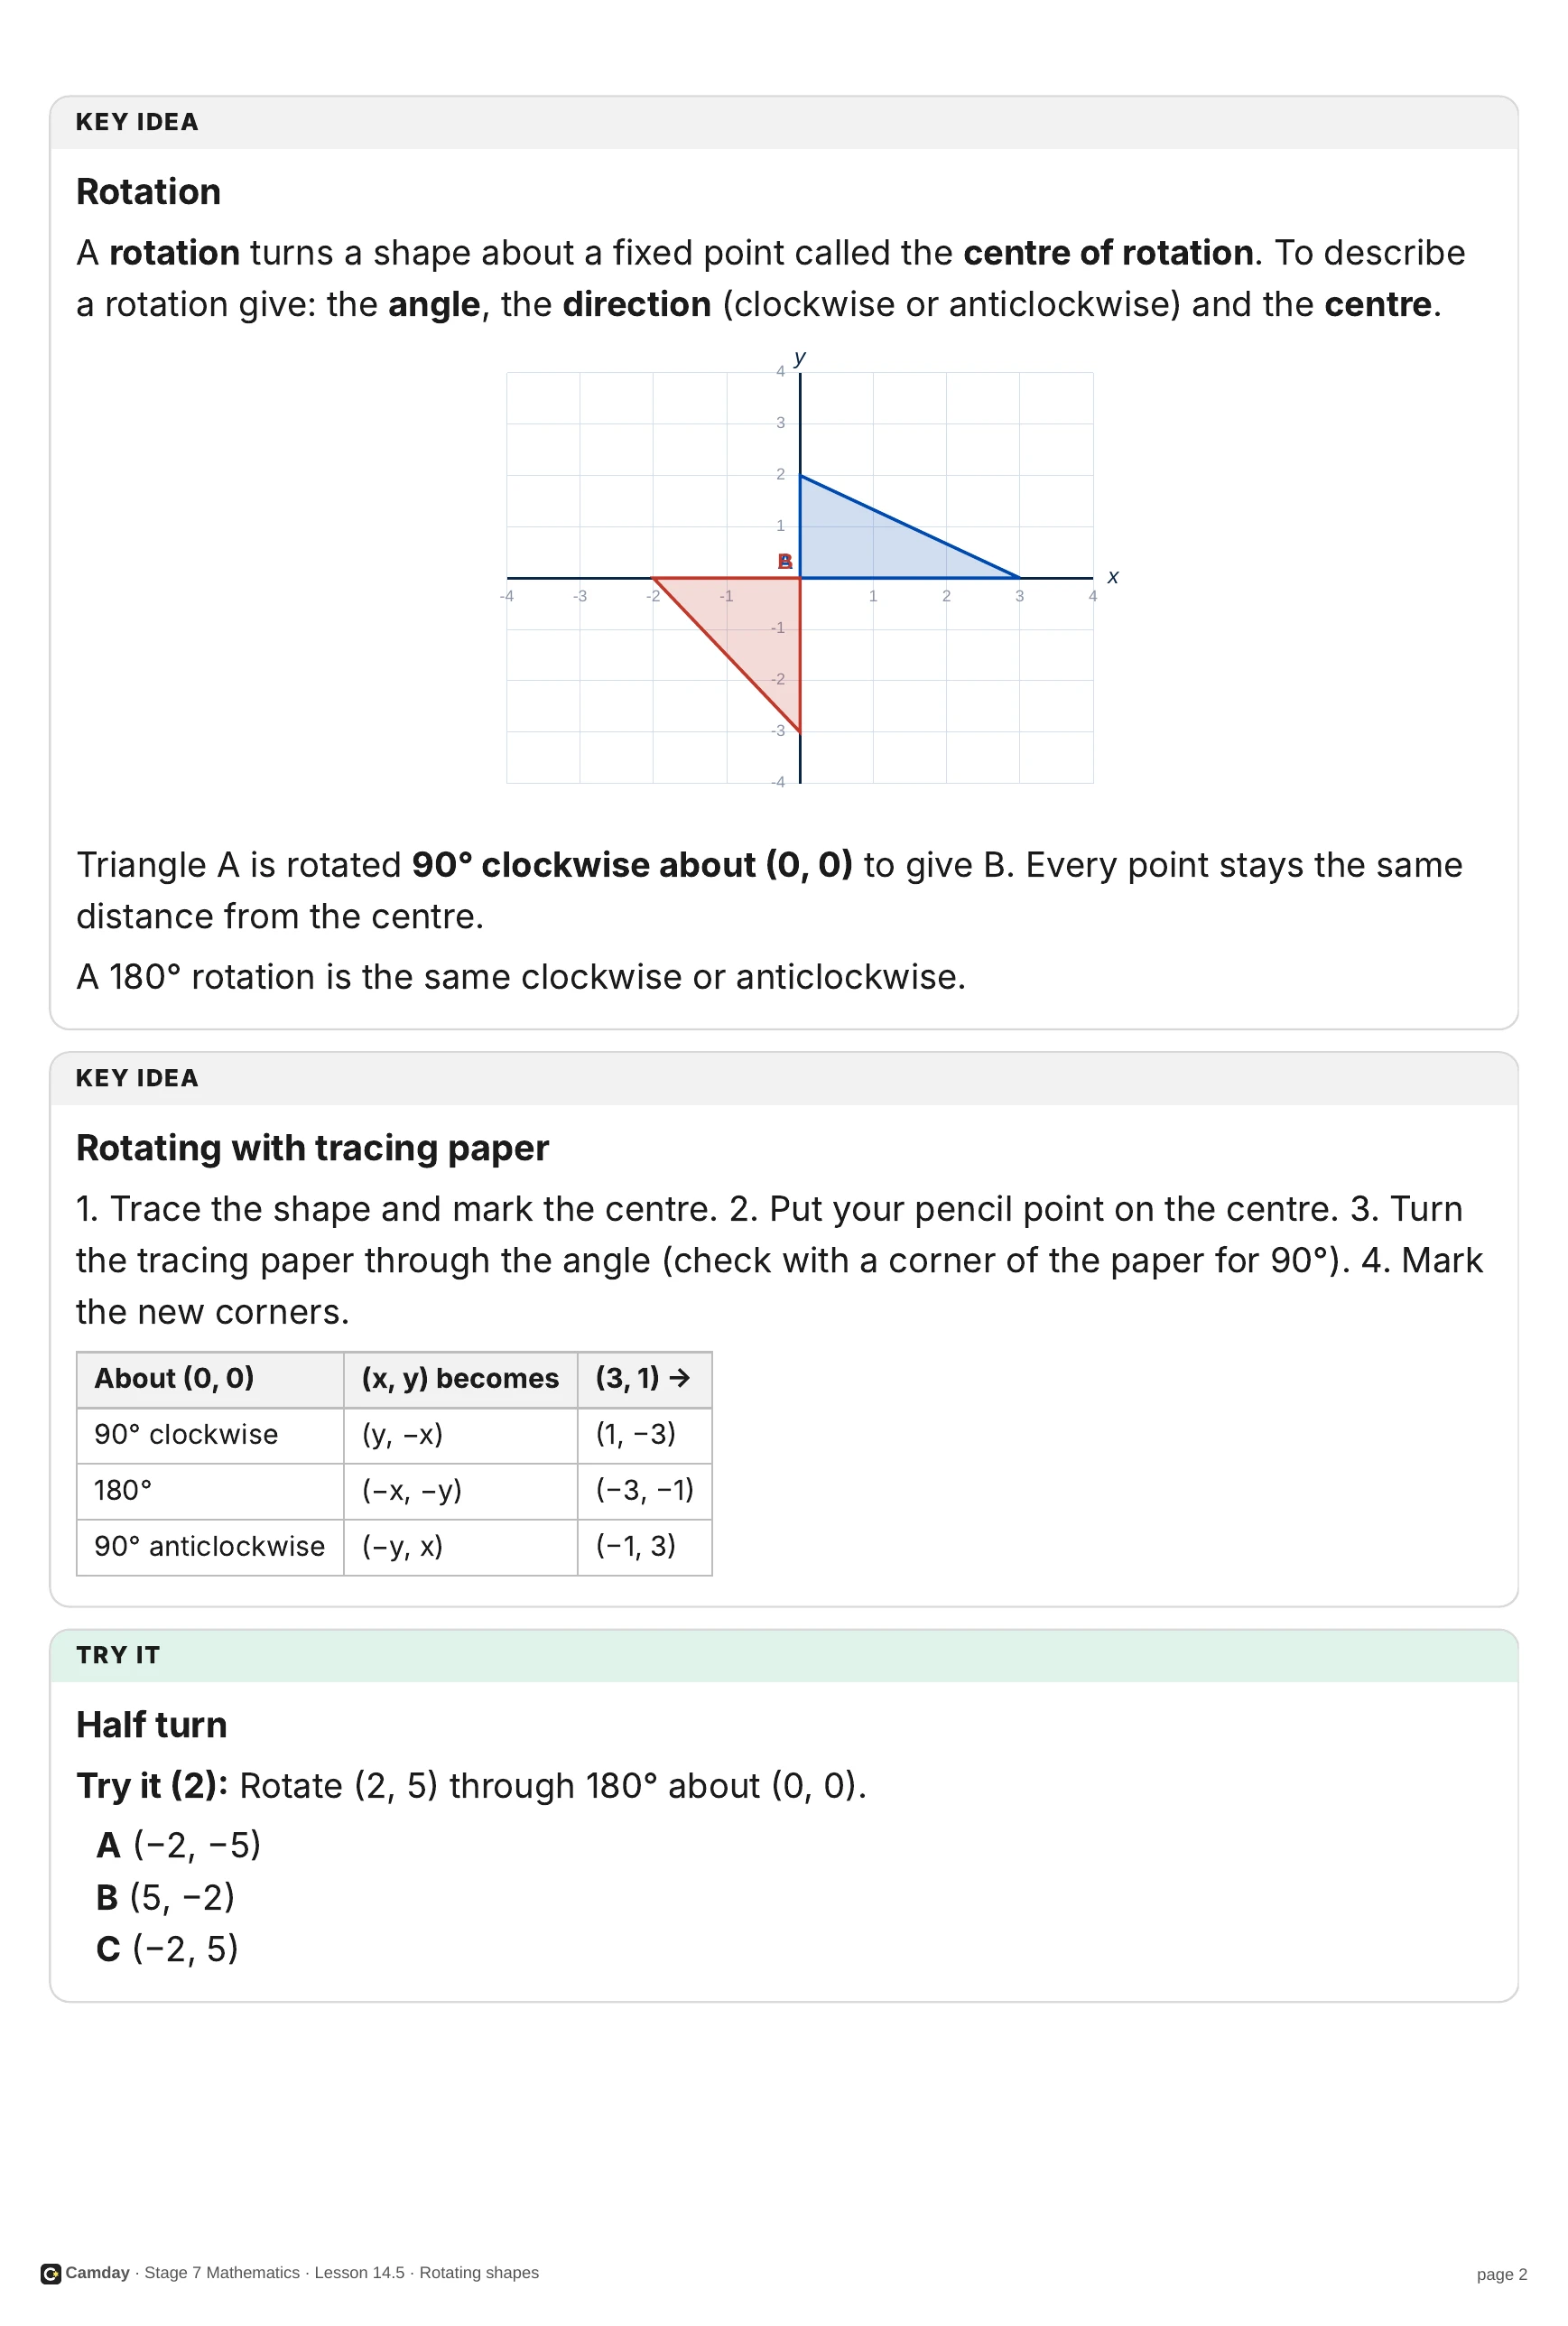 KEY IDEA
Rotation
A rotation turns a shape about a fixed point called the centre of rotation. To describe
a rotation give: the angle, the direction (clockwise or anticlockwise) and the centre.
y
4
3
2
1
B
x
-4 -3 -2 -1 1 2 3 4
-1
-2
-3
-4
Triangle A is rotated 90° clockwise about (0, 0) to give B. Every point stays the same
distance from the centre.
A 180° rotation is the same clockwise or anticlockwise.
KEY IDEA
Rotating with tracing paper
1. Trace the shape and mark the centre. 2. Put your pencil point on the centre. 3. Turn
the tracing paper through the angle (check with a corner of the paper for 90°). 4. Mark
the new corners.
About (0, 0) (x, y) becomes (3, 1) →
90° clockwise (y, −x) (1, −3)
180° (−x, −y) (−3, −1)
90° anticlockwise (−y, x) (−1, 3)
TRY IT
Half turn
Try it (2): Rotate (2, 5) through 180° about (0, 0).
A (−2, −5)
B (5, −2)
C (−2, 5)
Camday · Stage 7 Mathematics · Lesson 14.5 · Rotating shapes
page 2